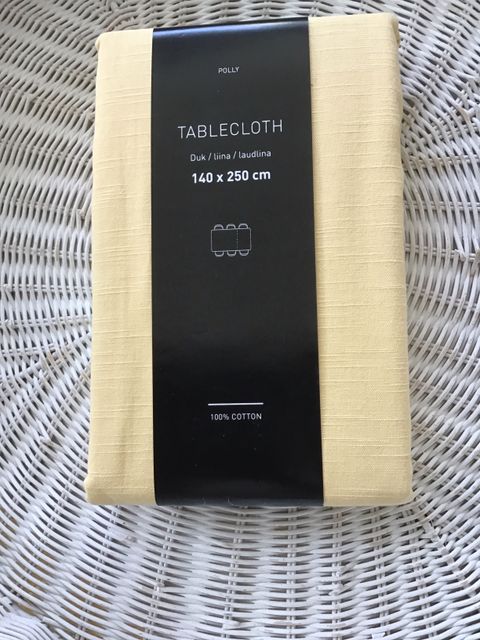 POLLY
TABLECLOTH
Duk / liina / laudlina
140 x 250 cm
100% COTTON